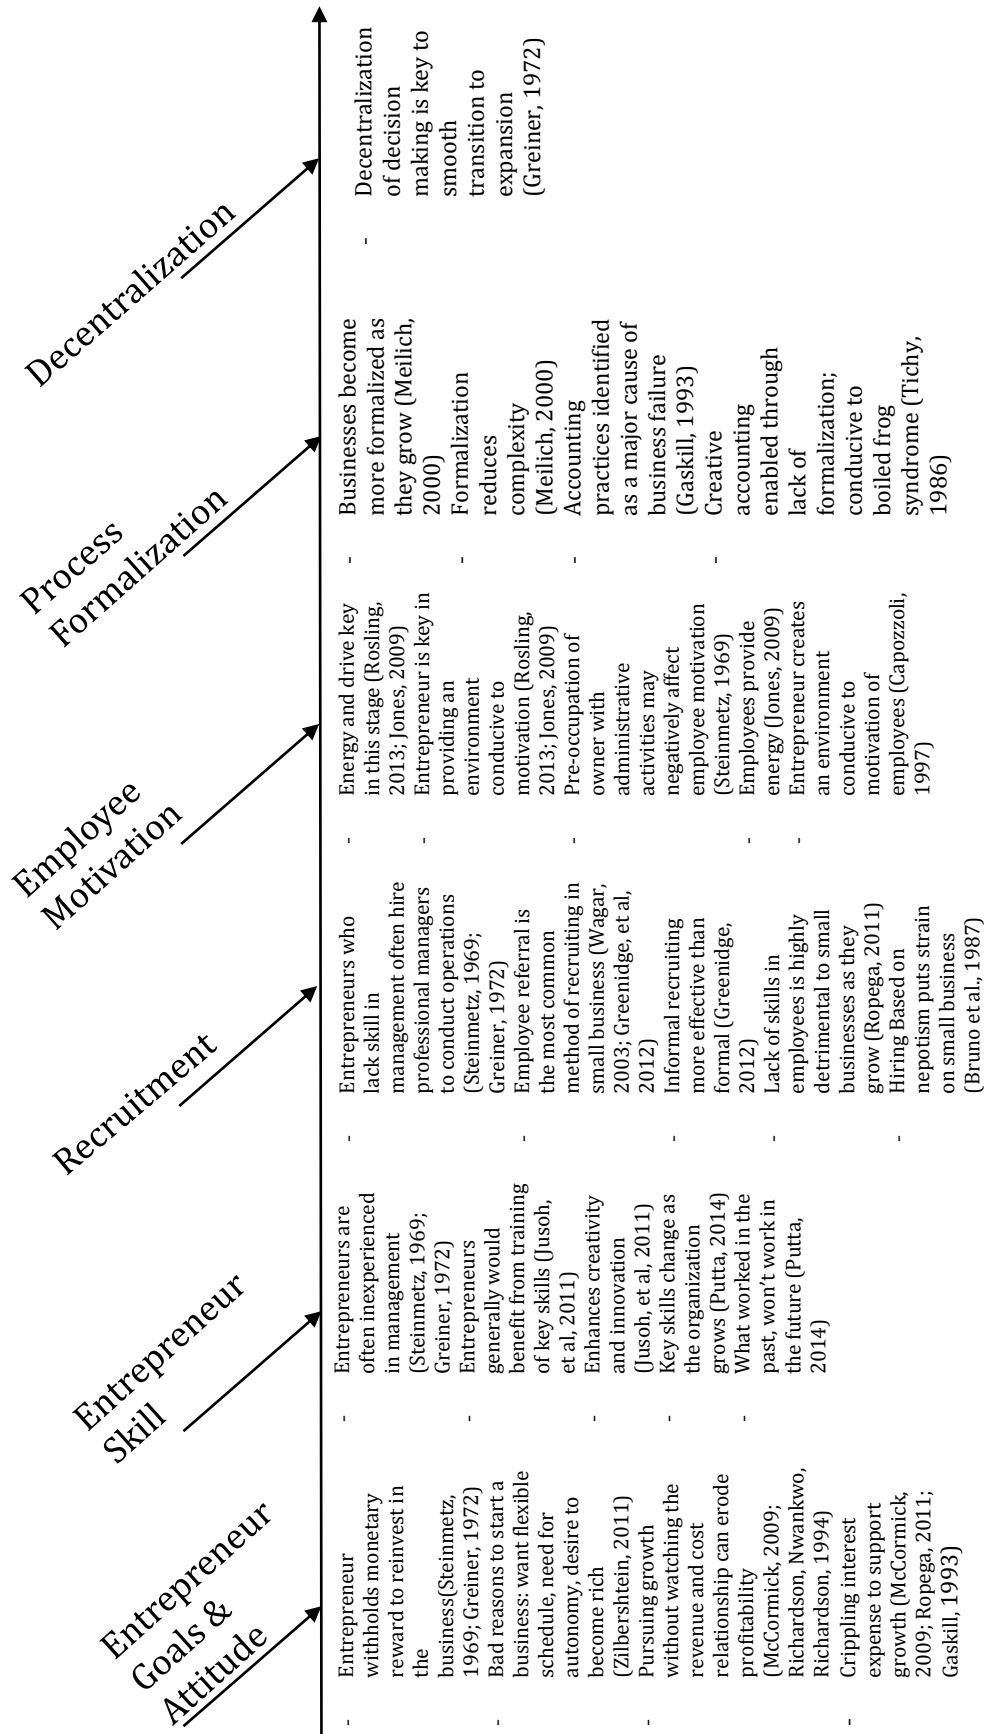 Entrepreneur
Goals &
Attitude
- Entrepreneur
withholds monetary
reward to reinvest in
the
business(Steinmetz,
1969; Greiner, 1972)
- Bad reasons to start a
business: want flexible
schedule, need for
autonomy, desire to
become rich
(Zilbershtein, 2011)
- Pursuing growth
without watching the
revenue and cost
relationship can erode
profitability
(McCormick, 2009;
Richardson, Nwankwo,
Richardson, 1994)
- Crippling interest
expense to support
growth (McCormick,
2009; Ropega, 2011;
Gaskill, 1993)
Entrepreneur
Skill
- Entrepreneurs are
often inexperienced
in management
(Steinmetz, 1969;
Greiner, 1972)
- Entrepreneurs
generally would
benefit from training
of key skills (Jusoh,
et al, 2011)
- Enhances creativity
and innovation
(Jusoh, et al, 2011)
- Key skills change as
the organization
grows (Putta, 2014)
- What worked in the
past, won't work in
the future (Putta,
2014)
Recruitment
- Entrepreneurs who
lack skill in
management often hire
professional managers
to conduct operations
(Steinmetz, 1969;
Greiner, 1972)
- Employee referral is
the most common
method of recruiting in
small business (Wagar,
2003; Greenidge, et al,
2012)
- Informal recruiting
more effective than
formal (Greenidge,
2012)
- Lack of skills in
employees is highly
detrimental to small
businesses as they
grow (Ropega, 2011)
- Hiring Based on
nepotism puts strain
on small business
(Bruno et al., 1987)
Employee
Motivation
- Energy and drive key
in this stage (Rosling,
2013; Jones, 2009)
- Entrepreneur is key in
providing an
environment
conducive to
motivation (Rosling,
2013; Jones, 2009)
- Pre-occupation of
owner with
administrative
activities may
negatively affect
employee motivation
(Steinmetz, 1969)
- Employees provide
energy (Jones, 2009)
- Entrepreneur creates
an environment
conducive to
motivation of
employees (Capozzoli,
1997)
Process
Formalization
- Businesses become
more formalized as
they grow (Meilich,
2000)
- Formalization
reduces
complexity
(Meilich, 2000)
- Accounting
practices identified
as a major cause of
business failure
(Gaskill, 1993)
- Creative
accounting
enabled through
lack of
formalization;
conducive to
boiled frog
syndrome (Tichy,
1986)
Decentralization
- Decentralization
of decision
making is key to
smooth
transition to
expansion
(Greiner, 1972)